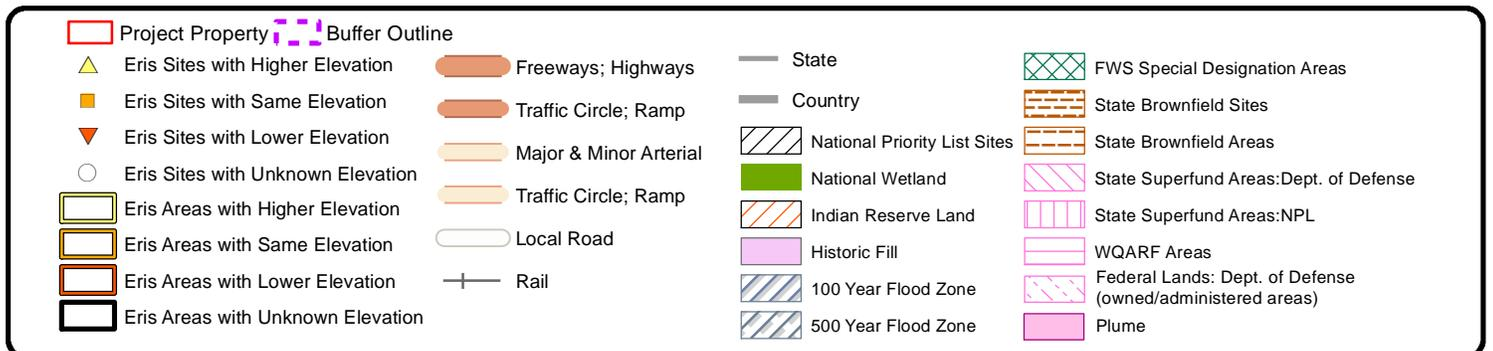 Project Property
Buffer Outline
Eris Sites with Higher Elevation
Eris Sites with Same Elevation
Eris Sites with Lower Elevation
Eris Sites with Unknown Elevation
Eris Areas with Higher Elevation
Eris Areas with Same Elevation
Eris Areas with Lower Elevation
Eris Areas with Unknown Elevation
Freeways; Highways
Traffic Circle; Ramp
Major & Minor Arterial
Traffic Circle; Ramp
Local Road
Rail
State
Country
National Priority List Sites
National Wetland
Indian Reserve Land
Historic Fill
100 Year Flood Zone
500 Year Flood Zone
FWS Special Designation Areas
State Brownfield Sites
State Brownfield Areas
State Superfund Areas:Dept. of Defense
State Superfund Areas:NPL
WQARF Areas
Federal Lands: Dept. of Defense
(owned/administered areas)
Plume